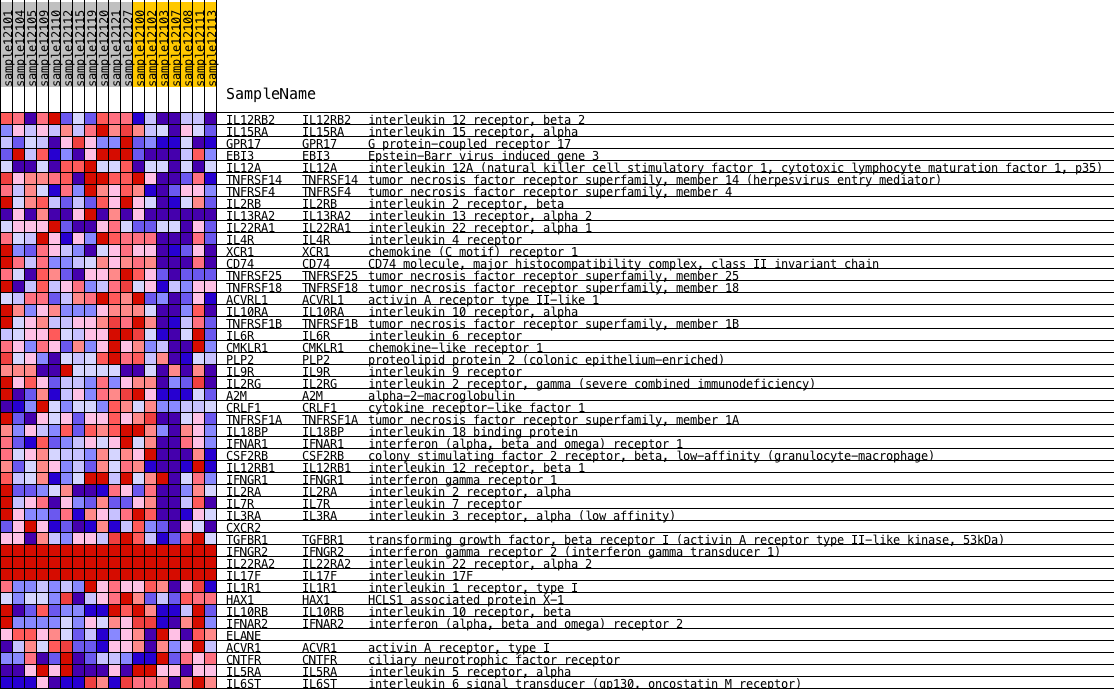 sample12101
sample12104
sample12105
sample12109
sample12110
sample12112
sample12115
sample12119
sample12120
sample12121
sample12127
sample12100
sample12102
sample12103
sample12107
sample12108
sample12111
sample12113
SampleName
IL12RB2 IL12RB2 interleukin 12 receptor, beta 2
IL15RA IL15RA interleukin 15 receptor, alpha
GPR17 GPR17 G protein-coupled receptor 17
EBI3 EBI3 Epstein-Barr virus induced gene 3
IL12A IL12A interleukin 12A (natural killer cell stimulatory factor 1, cytotoxic lymphocyte maturation factor 1, p35)
TNFRSF14 TNFRSF14 tumor necrosis factor receptor superfamily, member 14 (herpesvirus entry mediator)
TNFRSF4 TNFRSF4 tumor necrosis factor receptor superfamily, member 4
IL2RB IL2RB interleukin 2 receptor, beta
IL13RA2 IL13RA2 interleukin 13 receptor, alpha 2
IL22RA1 IL22RA1 interleukin 22 receptor, alpha 1
IL4R IL4R interleukin 4 receptor
XCR1 XCR1 chemokine (C motif) receptor 1
CD74 CD74 CD74 molecule, major histocompatibility complex, class II invariant chain
TNFRSF25 TNFRSF25 tumor necrosis factor receptor superfamily, member 25
TNFRSF18 TNFRSF18 tumor necrosis factor receptor superfamily, member 18
ACVRL1 ACVRL1 activin A receptor type II-like 1
IL10RA IL10RA interleukin 10 receptor, alpha
TNFRSF1B TNFRSF1B tumor necrosis factor receptor superfamily, member 1B
IL6R IL6R interleukin 6 receptor
CMKLR1 CMKLR1 chemokine-like receptor 1
PLP2 PLP2 proteolipid protein 2 (colonic epithelium-enriched)
IL9R IL9R interleukin 9 receptor
IL2RG IL2RG interleukin 2 receptor, gamma (severe combined immunodeficiency)
A2M A2M alpha-2-macroglobulin
CRLF1 CRLF1 cytokine receptor-like factor 1
TNFRSF1A TNFRSF1A tumor necrosis factor receptor superfamily, member 1A
IL18BP IL18BP interleukin 18 binding protein
IFNAR1 IFNAR1 interferon (alpha, beta and omega) receptor 1
CSF2RB CSF2RB colony stimulating factor 2 receptor, beta, low-affinity (granulocyte-macrophage)
IL12RB1 IL12RB1 interleukin 12 receptor, beta 1
IFNGR1 IFNGR1 interferon gamma receptor 1
IL2RA IL2RA interleukin 2 receptor, alpha
IL7R IL7R interleukin 7 receptor
IL3RA IL3RA interleukin 3 receptor, alpha (low affinity)
CXCR2
TGFBR1 TGFBR1 transforming growth factor, beta receptor I (activin A receptor type II-like kinase, 53kDa)
IFNGR2 IFNGR2 interferon gamma receptor 2 (interferon gamma transducer 1)
IL22RA2 IL22RA2 interleukin 22 receptor, alpha 2
IL17F IL17F interleukin 17F
IL1R1 IL1R1 interleukin 1 receptor, type I
HAX1 HAX1 HCLS1 associated protein X-1
IL10RB IL10RB interleukin 10 receptor, beta
IFNAR2 IFNAR2 interferon (alpha, beta and omega) receptor 2
ELANE
ACVR1 ACVR1 activin A receptor, type I
CNTFR CNTFR ciliary neurotrophic factor receptor
IL5RA IL5RA interleukin 5 receptor, alpha
IL6ST IL6ST interleukin 6 signal transducer (gp130, oncostatin M receptor)